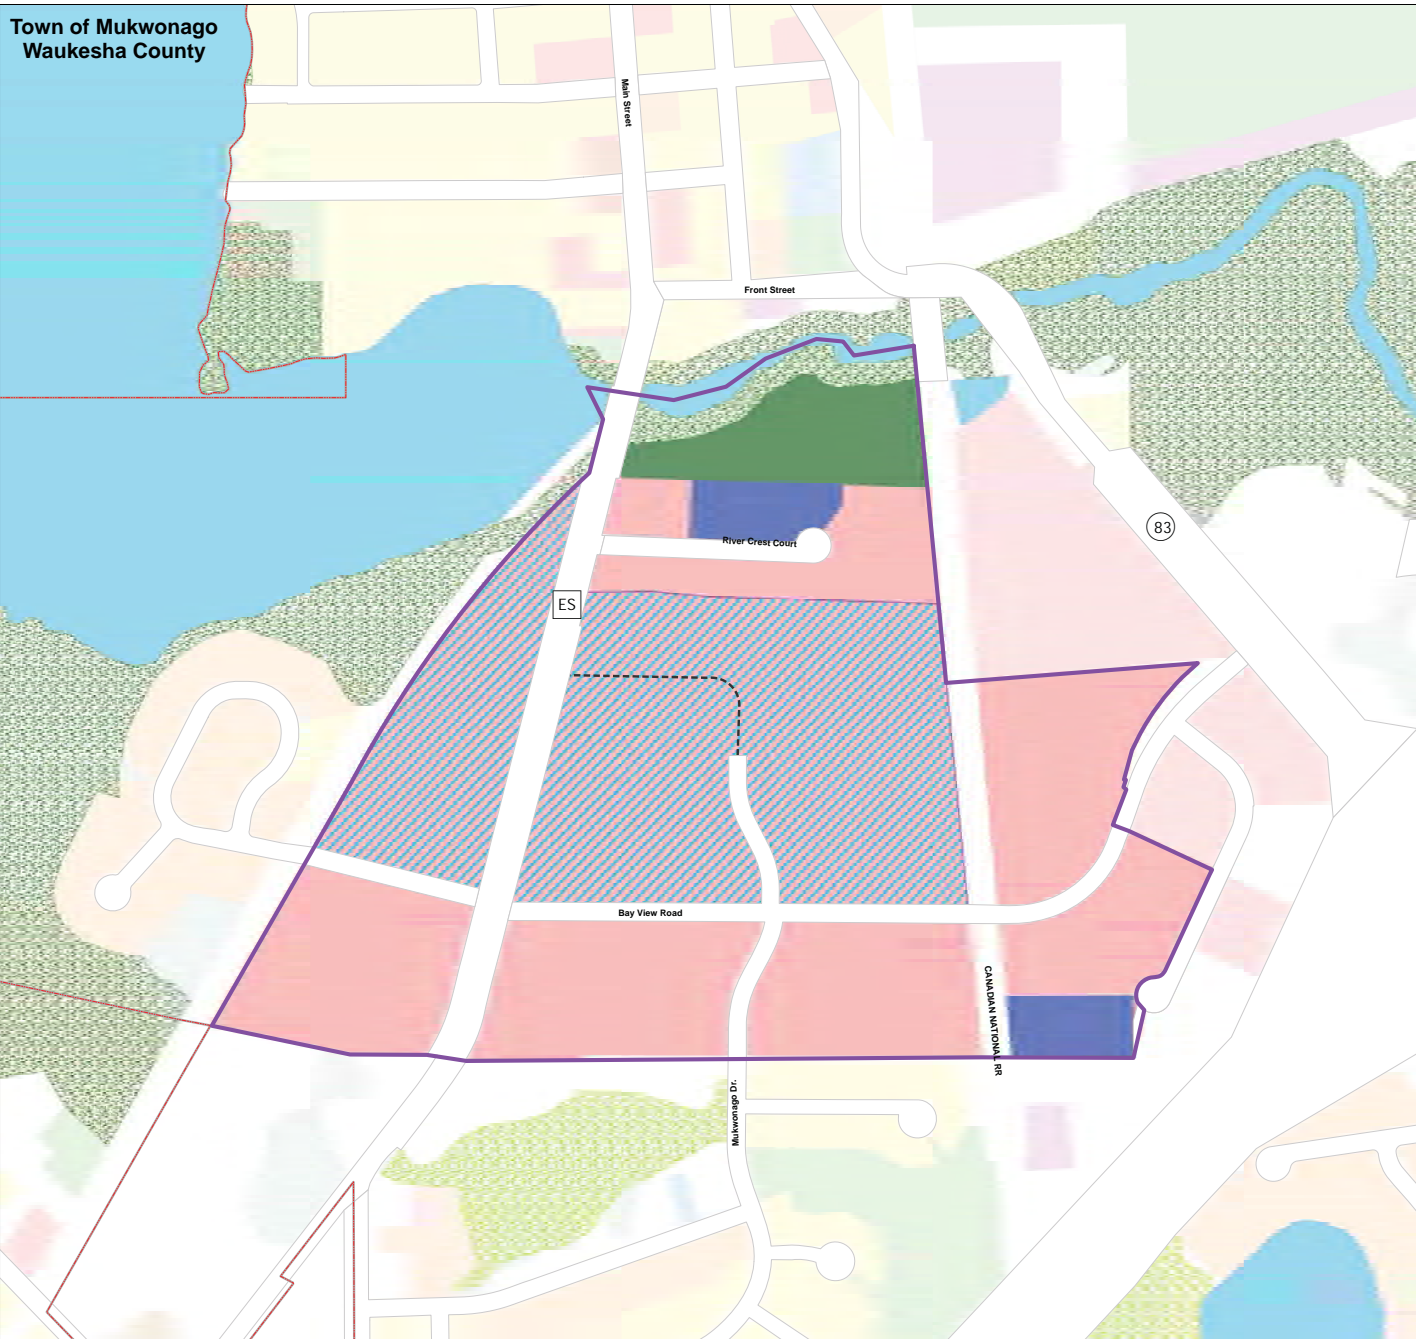 Town of Mukwonago
Waukesha County
Main Street
Front Street
83
River Crest Court
ES
Bay View Road
CANADIAN NATIONAL RR
Mukwonago Dr.